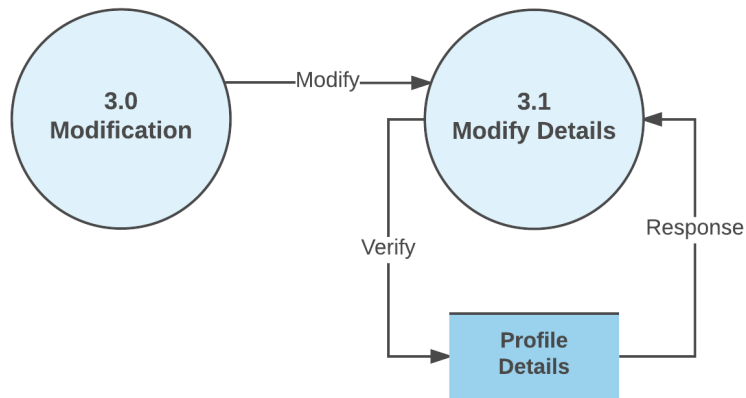 3.0
Modification
Modify
3.1
Modify Details
Verify
Response
Profile
Details